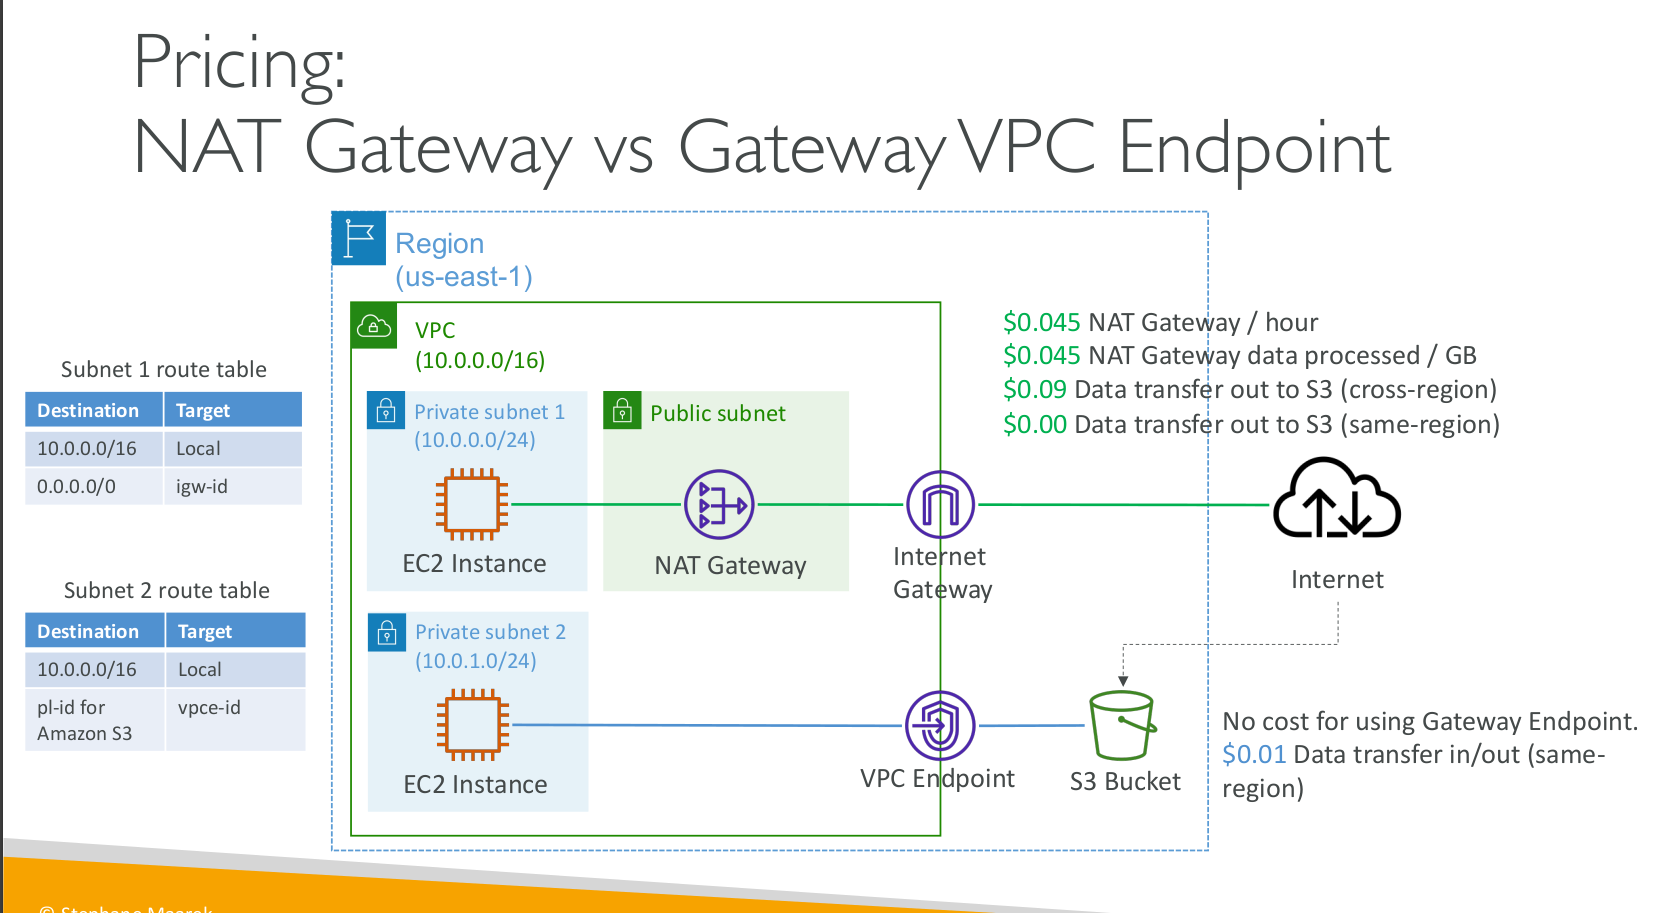 Pricing:
NAT Gateway vs Gateway VPC Endpoint
Region
(us-east-1)
VPC
(10.0.0.0/16)
$0.045 NAT Gateway / hour
$0.045 NAT Gateway data processed / GB
$0.09 Data transfer out to S3 (cross-region)
$0.00 Data transfer out to S3 (same-region)
Subnet 1 route table
Destination Target
10.0.0.0/16 Local
0.0.0.0/0 igw-id
Private subnet 1
(10.0.0.0/24)
EC2 Instance
Public subnet
NAT Gateway
Internet
Gateway
Internet
Subnet 2 route table
Destination Target
10.0.0.0/16 Local
pl-id for vpce-id
Amazon S3
Private subnet 2
(10.0.1.0/24)
EC2 Instance
VPC Endpoint
S3 Bucket
No cost for using Gateway Endpoint.
$0.01 Data transfer in/out (same-
region)
© Stephane Maarek